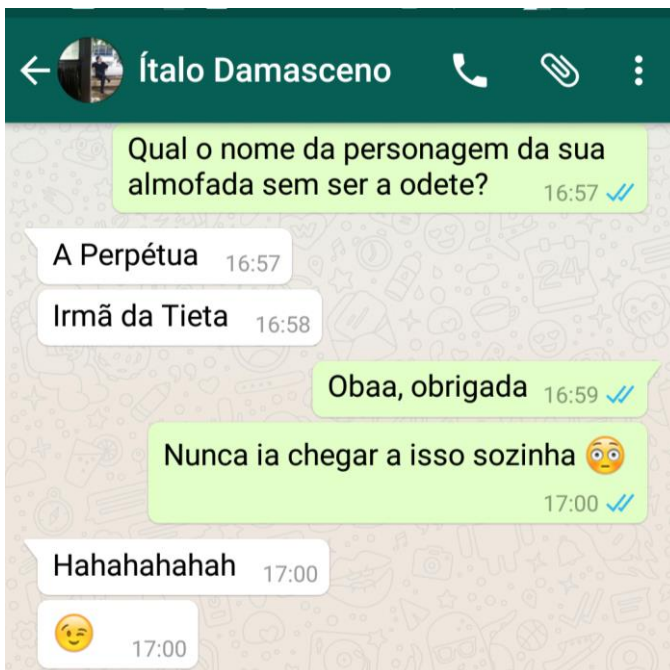 Ítalo Damasceno
Qual o nome da personagem da sua
almofada sem ser a odete? 16:57
A Perpétua 16:57
Irmã da Tieta 16:58
Obaa, obrigada 16:59
Nunca ia chegar a isso sozinha 😳
17:00
Hahahahahah 17:00
😉 17:00